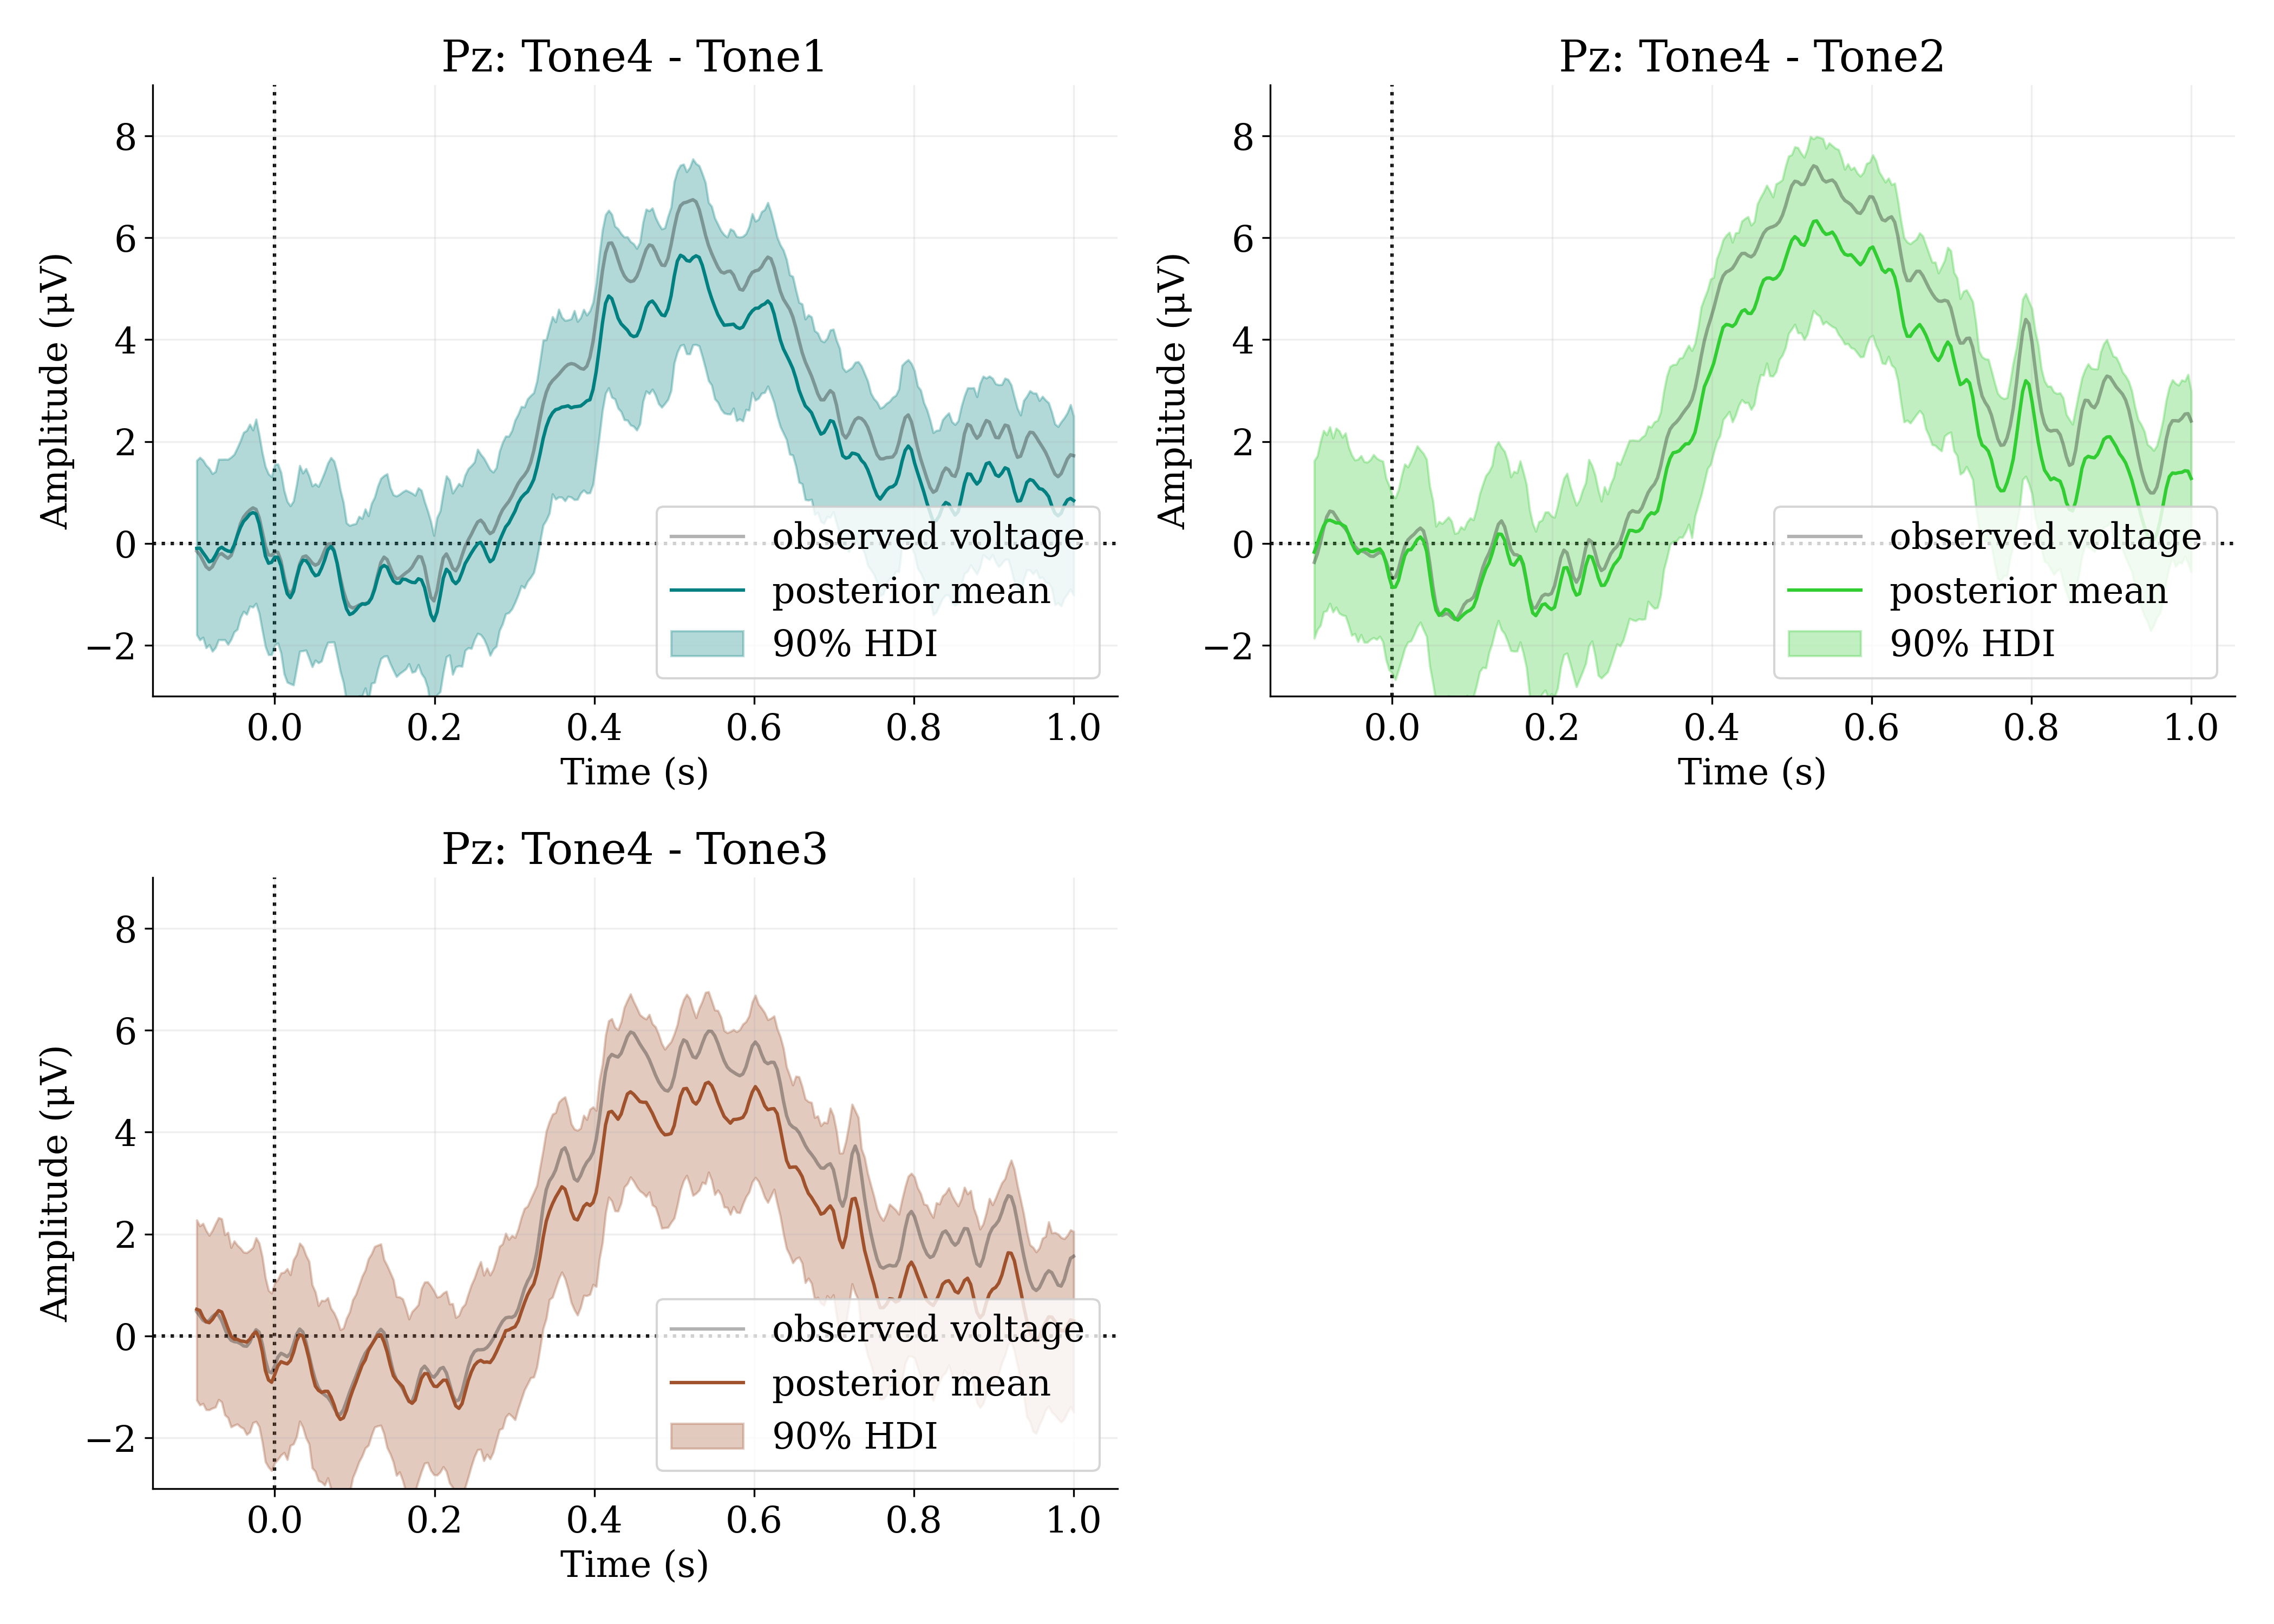 Pz: Tone4 - Tone1
Amplitude (µV)
8
6
4
2
0
−2
observed voltage
posterior mean
90% HDI
0.0 0.2 0.4 0.6 0.8 1.0
Time (s)
Pz: Tone4 - Tone2
Amplitude (µV)
8
6
4
2
0
−2
observed voltage
posterior mean
90% HDI
0.0 0.2 0.4 0.6 0.8 1.0
Time (s)
Pz: Tone4 - Tone3
Amplitude (µV)
8
6
4
2
0
−2
observed voltage
posterior mean
90% HDI
0.0 0.2 0.4 0.6 0.8 1.0
Time (s)